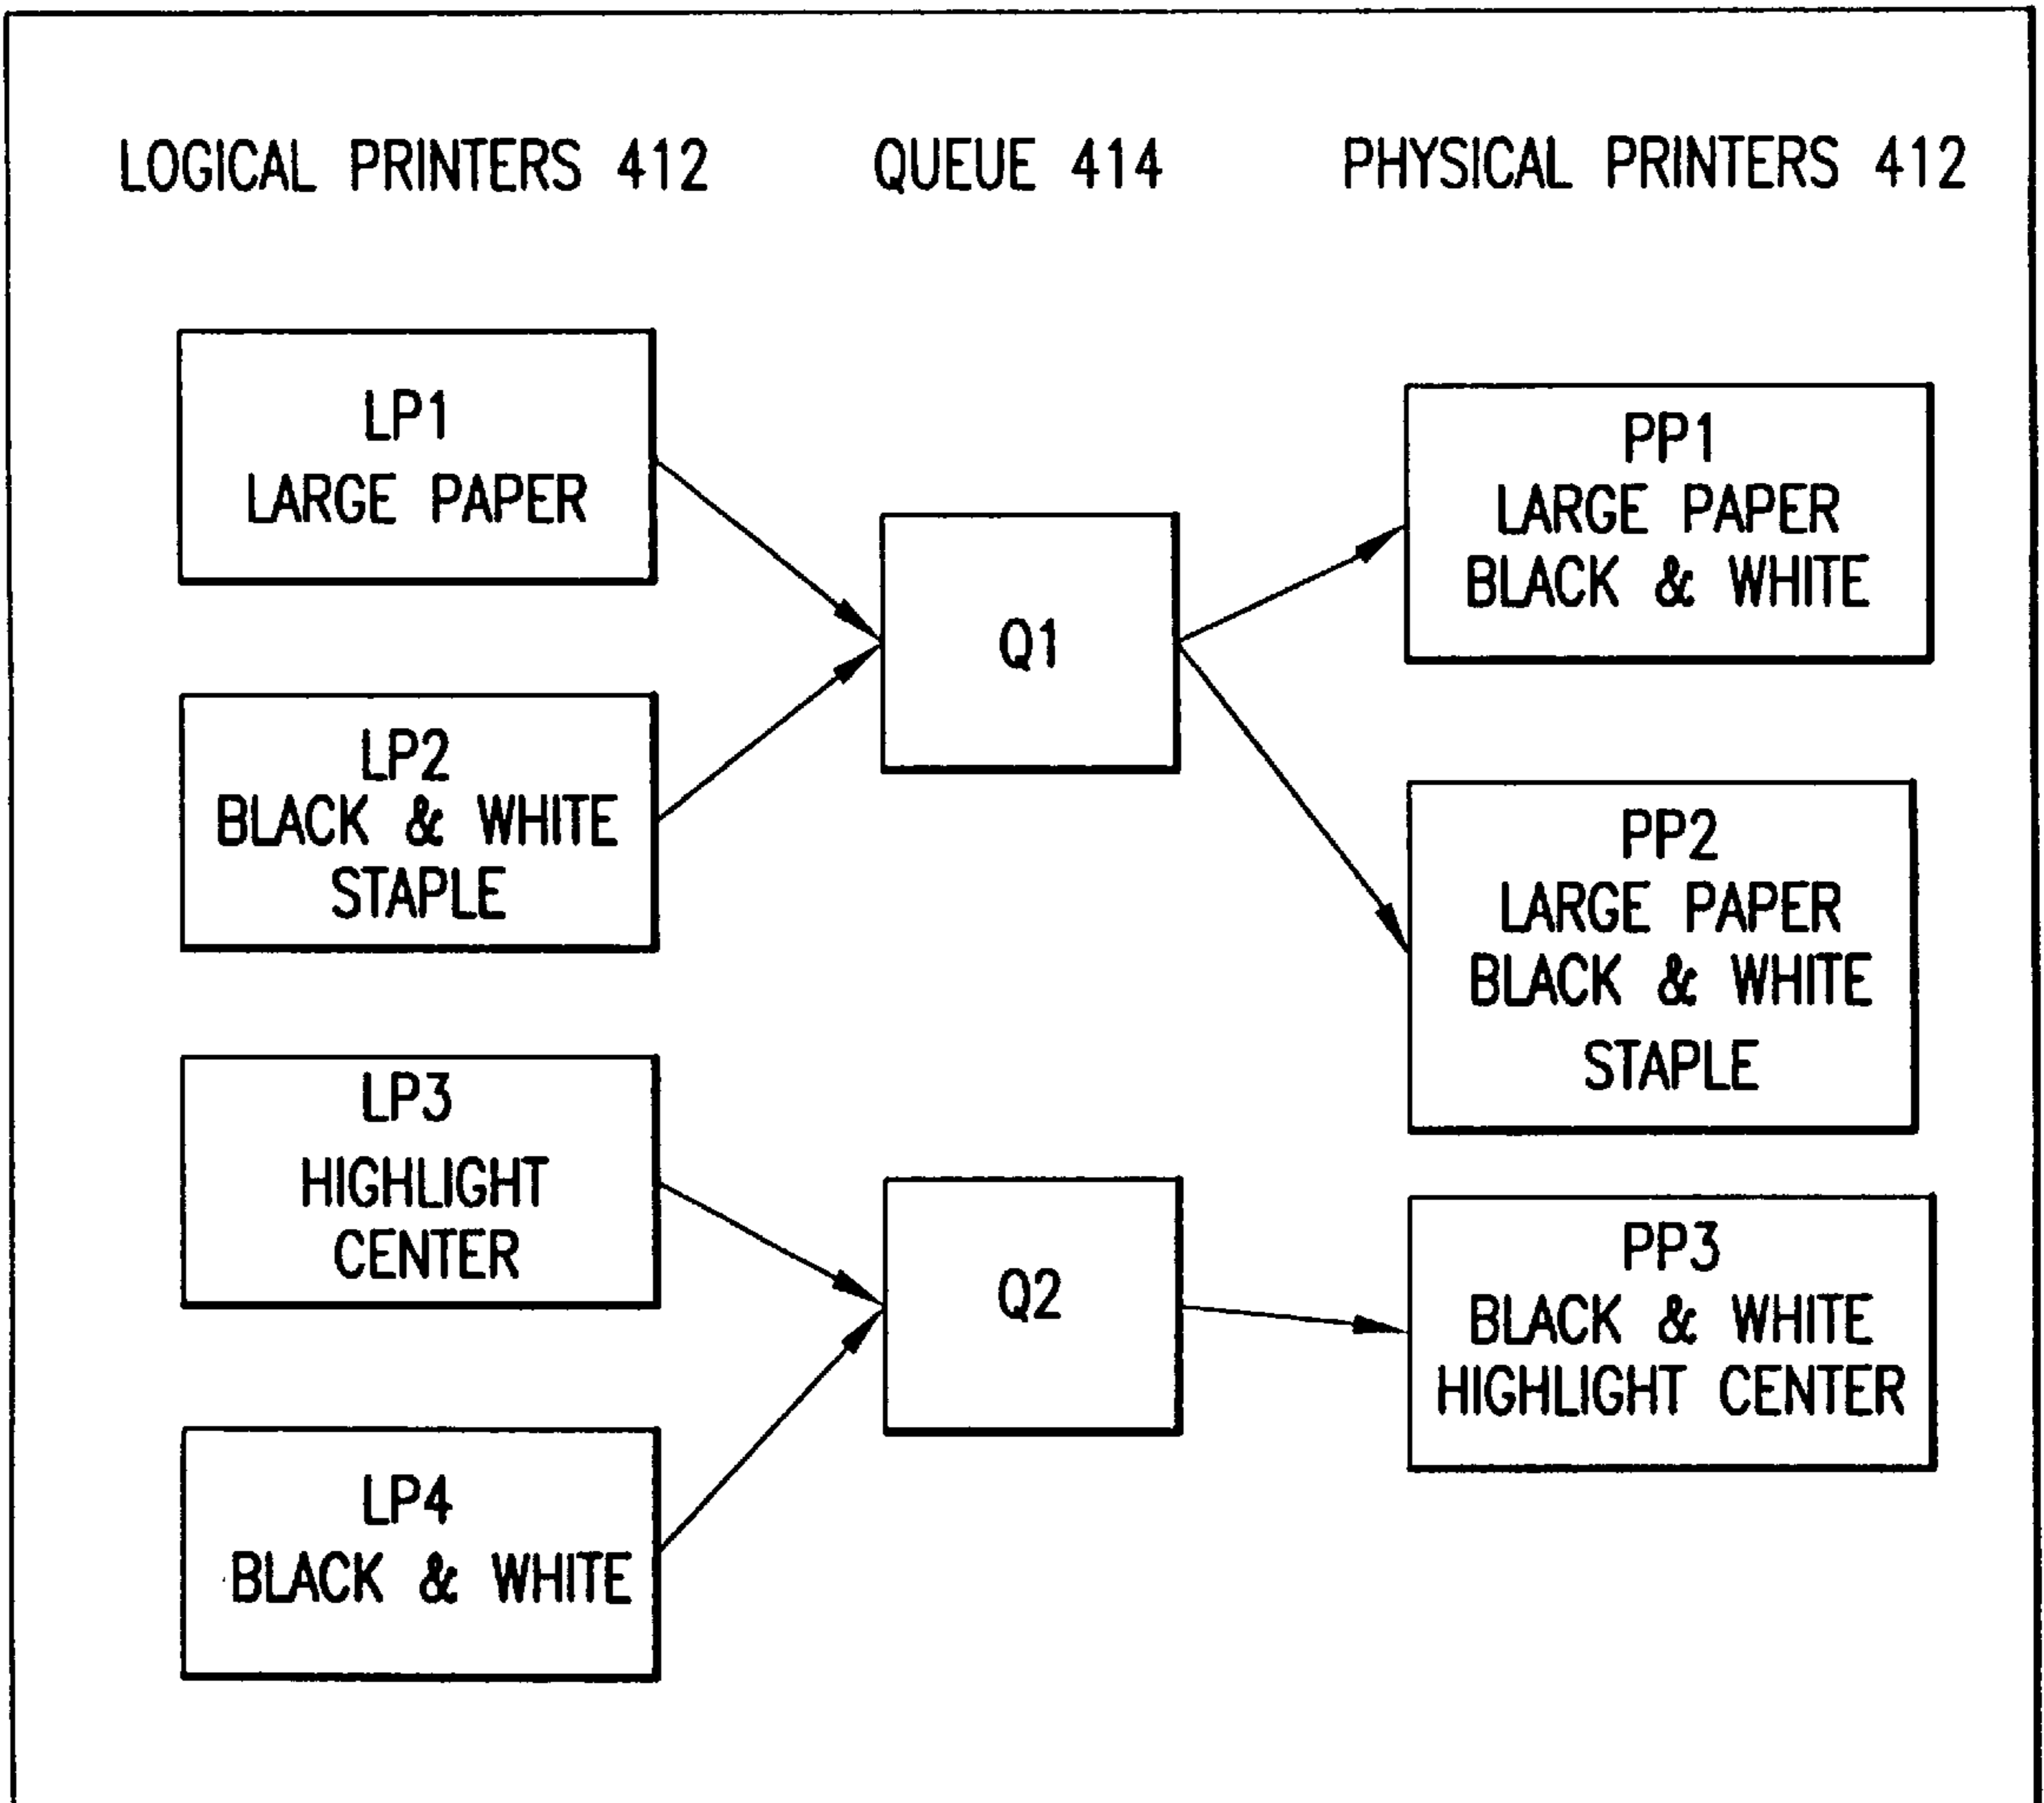 LOGICAL PRINTERS 412
QUEUE 414
PHYSICAL PRINTERS 412
LP1
LARGE PAPER
LP2
BLACK & WHITE
STAPLE
LP3
HIGHLIGHT
CENTER
LP4
BLACK & WHITE
Q1
Q2
PP1
LARGE PAPER
BLACK & WHITE
PP2
LARGE PAPER
BLACK & WHITE
STAPLE
PP3
BLACK & WHITE
HIGHLIGHT CENTER